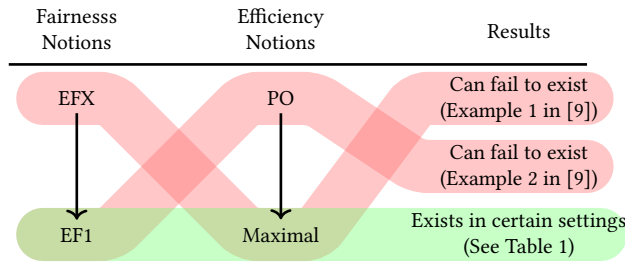 Fairnesss
Notions
Efficiency
Notions
Results
EFX
PO
Can fail to exist
(Example 1 in [9])
Can fail to exist
(Example 2 in [9])
EF1
Maximal
Exists in certain settings
(See Table 1)